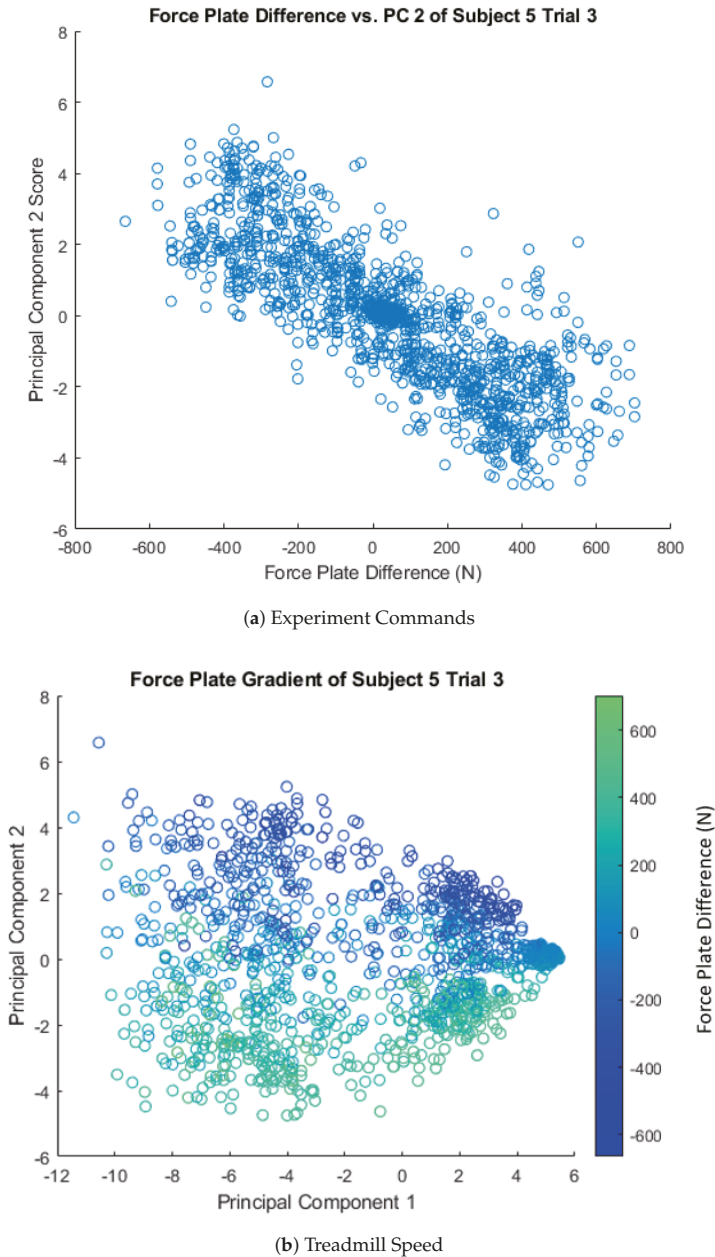 Force Plate Difference vs. PC 2 of Subject 5 Trial 3
8
6
4
2
0
-2
-4
-6
Principal Component 2 Score
-800 -600 -400 -200 0 200 400 600 800
Force Plate Difference (N)
(a) Experiment Commands
Force Plate Gradient of Subject 5 Trial 3
8
6
4
2
0
-2
-4
-6
Principal Component 2
-12 -10 -8 -6 -4 -2 0 2 4 6
Principal Component 1
600
400
200
0
-200
-400
-600
Force Plate Difference (N)
(b) Treadmill Speed